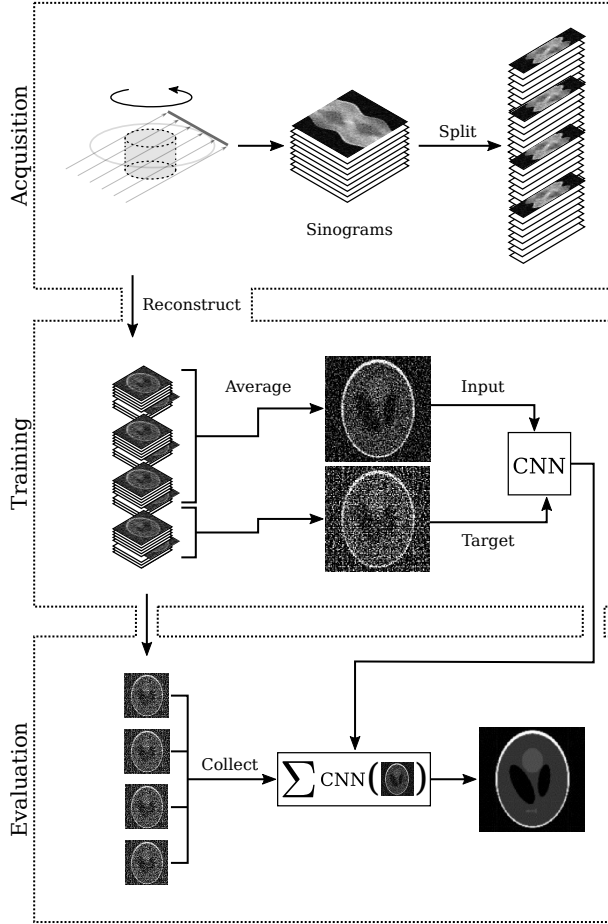 Acquisition
Split
Sinograms
Reconstruct
Training
Average
Input
CNN
Target
Evaluation
Collect
∑ CNN( )